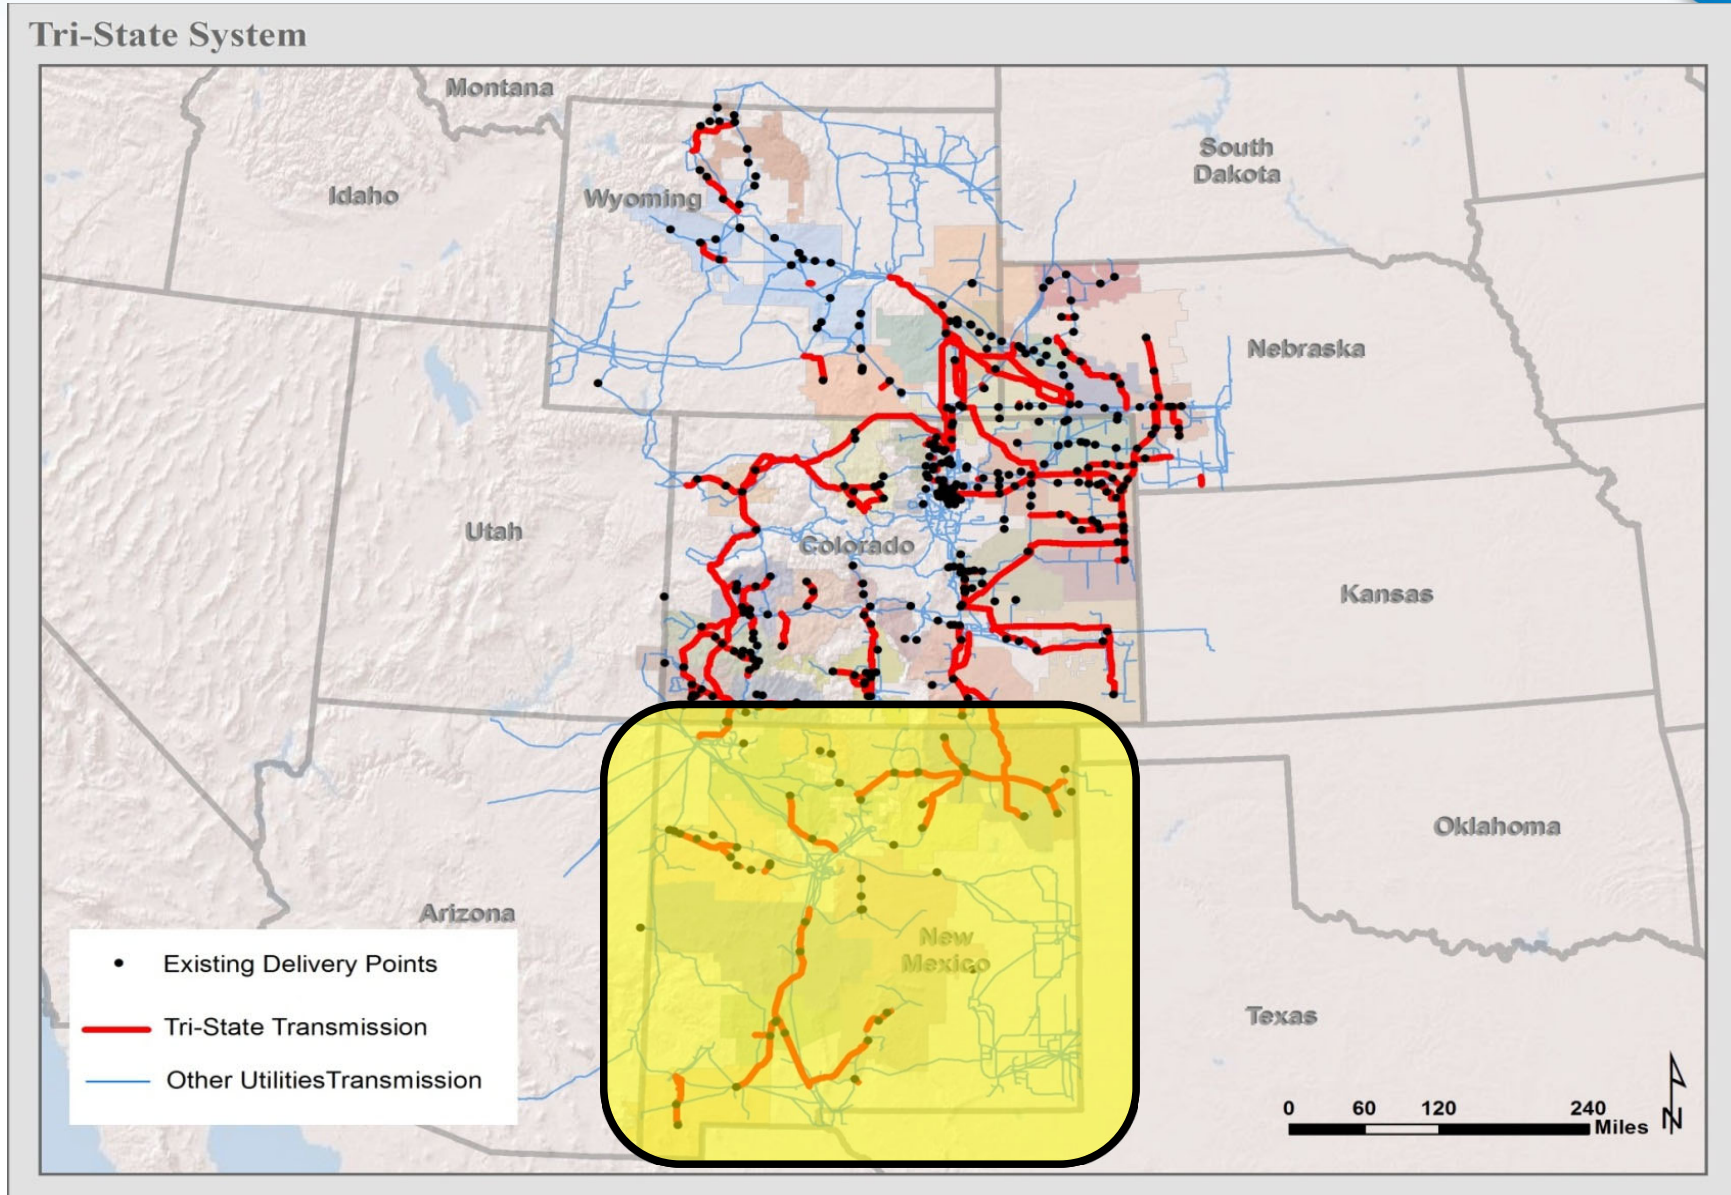 Tri-State System
Montana
South
Dakota
Idaho
Wyoming
Nebraska
Utah
Colorado
Kansas
Oklahoma
Arizona
New
Mexico
Texas
Existing Delivery Points
Tri-State Transmission
Other UtilitiesTransmission
0 60 120 240
Miles
N